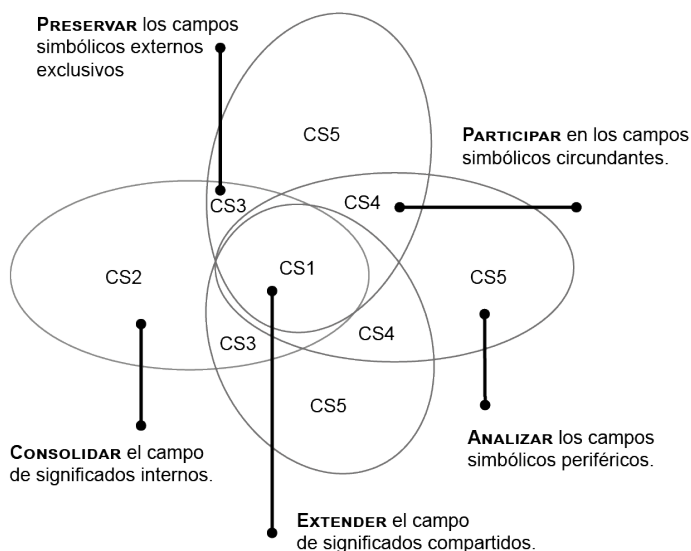 PRESERVAR los campos
simbólicos externos
exclusivos
CS5
PARTICIPAR en los campos
simbólicos circundantes.
CS3
CS4
CS2
CS1
CS5
CS3
CS4
CS5
CONSOLIDAR el campo
de significados internos.
ANALIZAR los campos
simbólicos periféricos.
EXTENDER el campo
de significados compartidos.